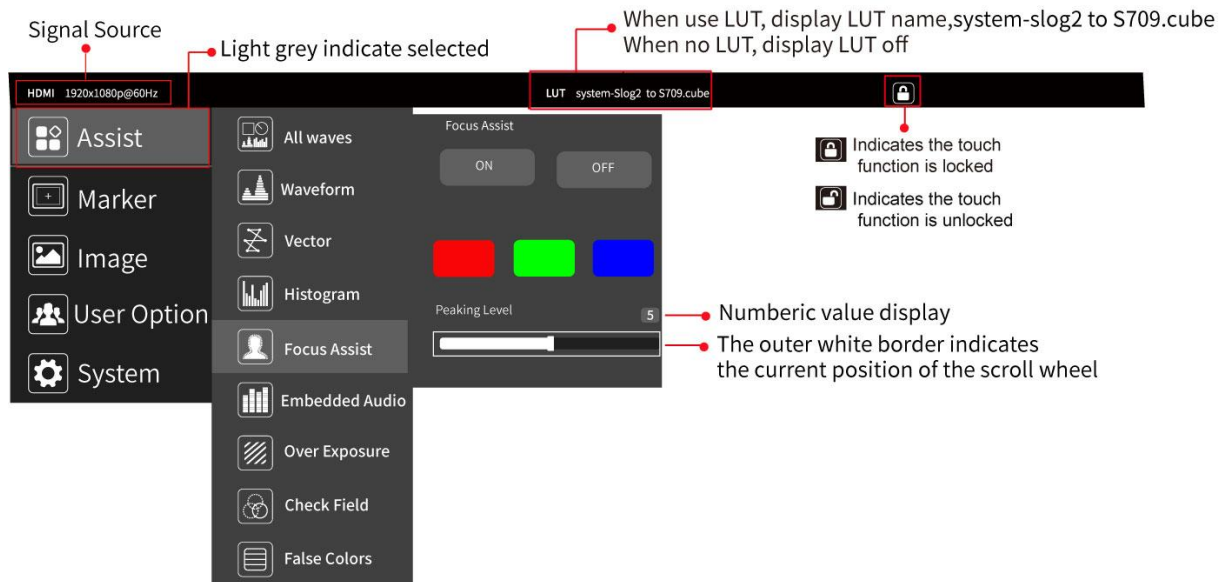 Signal Source
Light grey indicate selected
When use LUT, display LUT name,system-slog2 to S709.cube
When no LUT, display LUT off
HDMI 1920x1080p@60Hz
LUT system-Slog2 to S709.cube
Assist
Marker
Image
User Option
System
All waves
Waveform
Vector
Histogram
Focus Assist
Embedded Audio
Over Exposure
Check Field
False Colors
Focus Assist
ON
OFF
Peaking Level
5
Indicates the touch
function is locked
Indicates the touch
function is unlocked
Numberic value display
The outer white border indicates
the current position of the scroll wheel